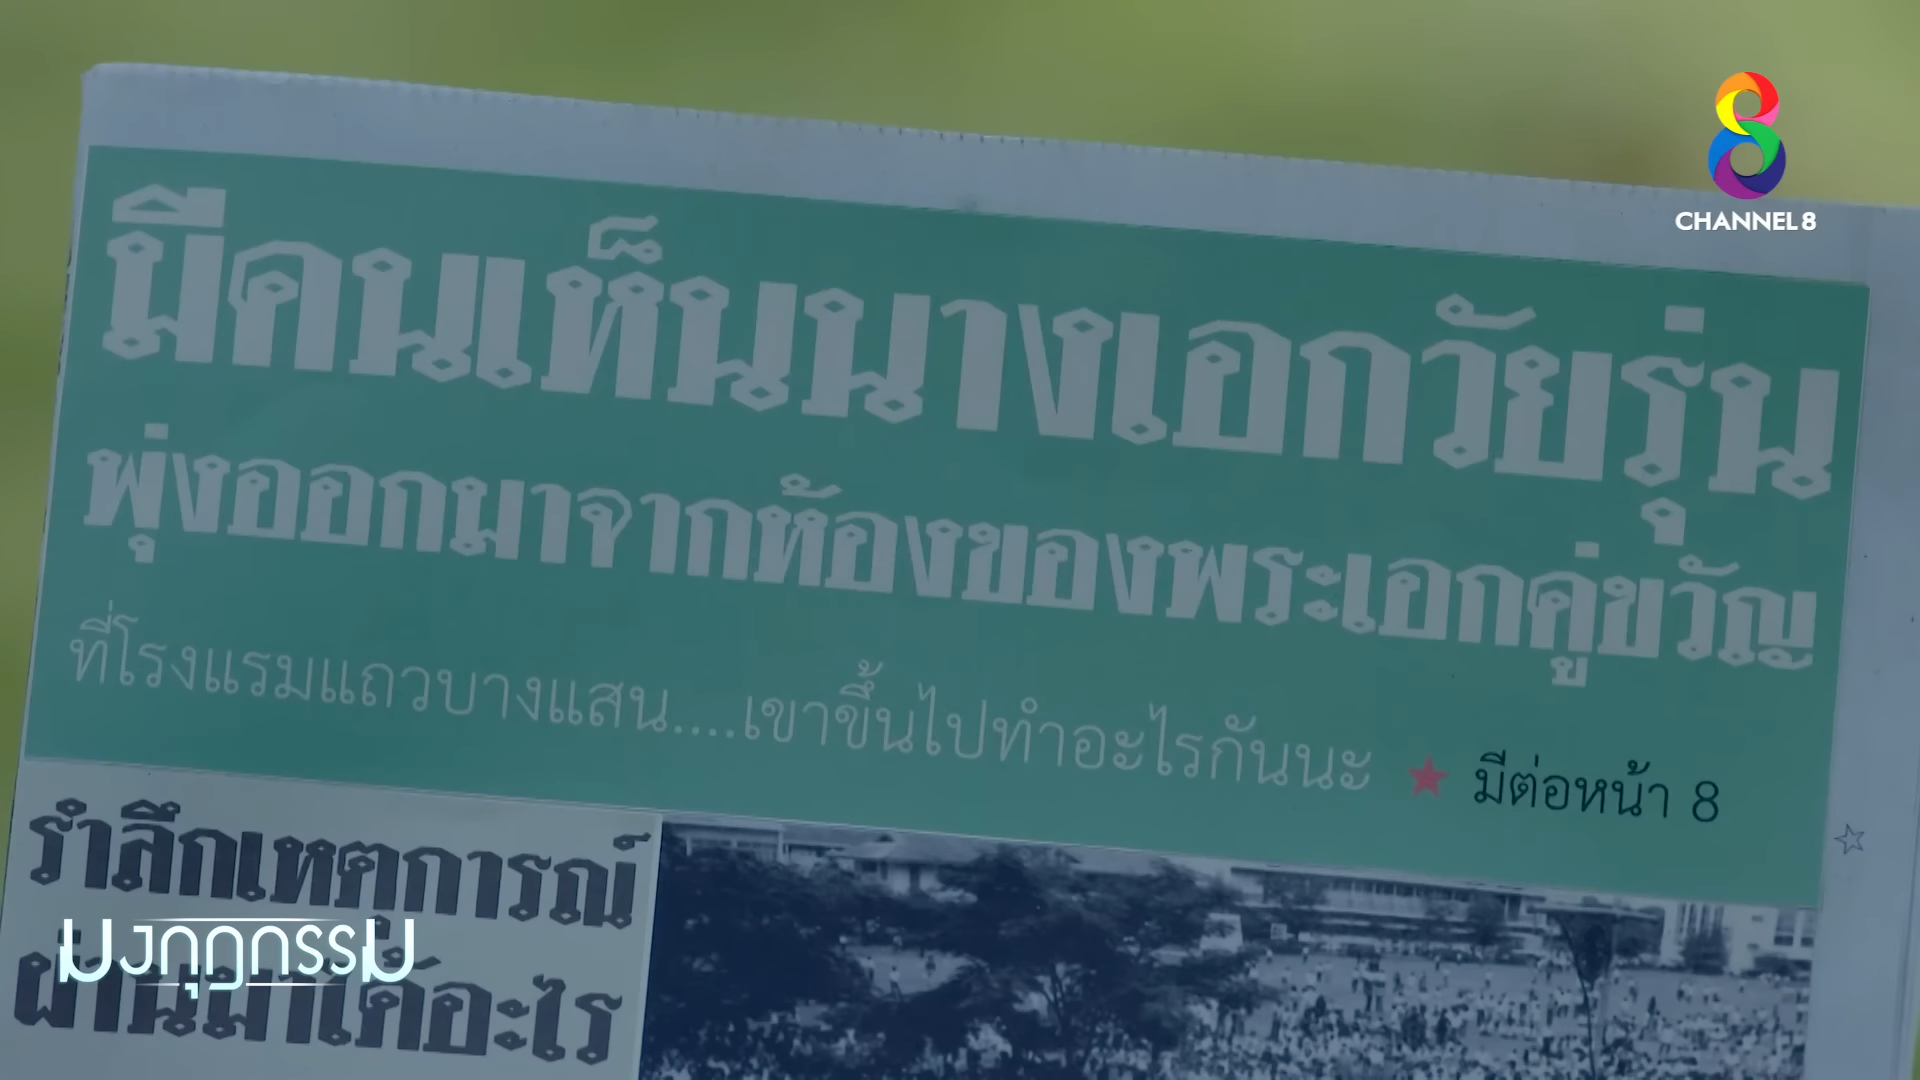 CHANNEL 8
มีคนเห็นนางเอกวัยรุ่น
พุ่งออกมาจากห้องของพระเอกคู่ขวัญ
ที่โรงแรมแถวบางแสน....เขาขึ้นไปทำอะไรกันนะ ★ มีต่อหน้า 8
รำลึกเหตุการณ์
มงกุฎกรรม
ผ่านมาได้อะไร